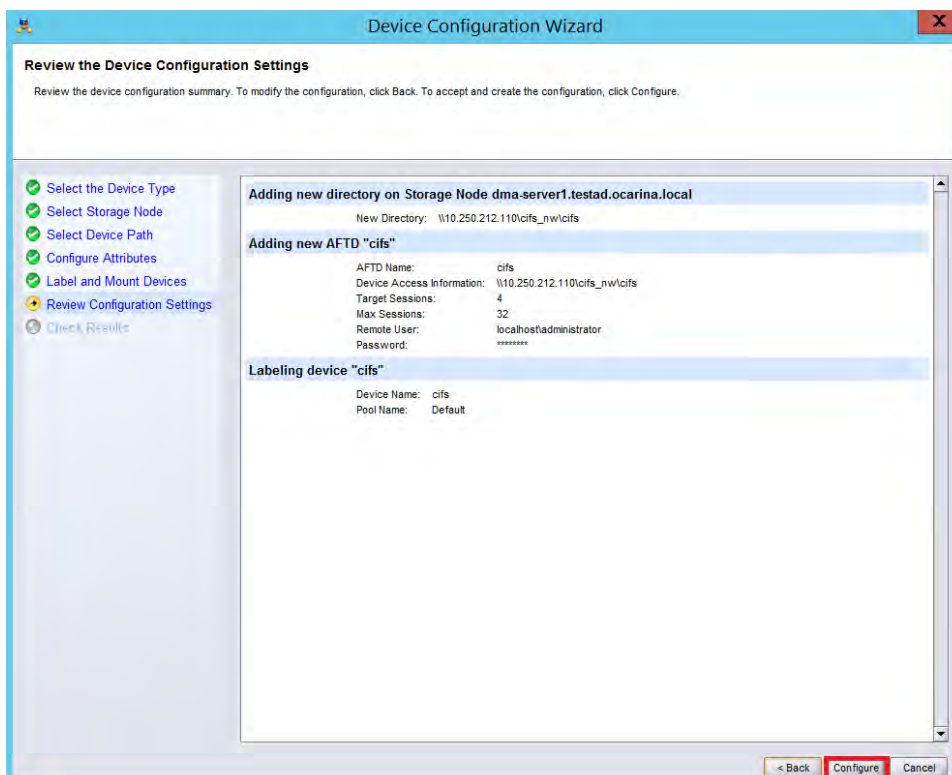 Device Configuration Wizard
X
Review the Device Configuration Settings
Review the device configuration summary. To modify the configuration, click Back. To accept and create the configuration, click Configure.
Select the Device Type
Select Storage Node
Select Device Path
Configure Attributes
Label and Mount Devices
Review Configuration Settings
Check Results
Adding new directory on Storage Node dma-server1.testad.ocarina.local
New Directory: \\10.250.212.110\cifs_nw\cifs
Adding new AFTD "cifs"
AFTD Name: cifs
Device Access Information: \\10.250.212.110\cifs_nw\cifs
Target Sessions: 4
Max Sessions: 32
Remote User: localhost\administrator
Password: ********
Labeling device "cifs"
Device Name: cifs
Pool Name: Default
< Back Configure Cancel